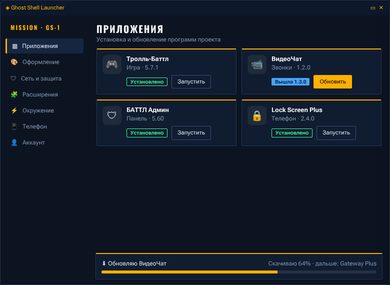 Ghost Shell Launcher
MISSION · GS-1
Приложения
Оформление
Сеть и защита
Расширения
Окружение
Телефон
Аккаунт
ПРИЛОЖЕНИЯ
Установка и обновление программ проекта
Тролль-Баттл
Игра · 5.7.1
Установлено Запустить
ВидеоЧат
Звонки · 1.2.0
Вышло 1.3.0 Обновить
БАТТЛ Админ
Панель · 5.60
Установлено Запустить
Lock Screen Plus
Телефон · 2.4.0
Установлено Запустить
⬇ Обновляю ВидеоЧат
Скачиваю 64% · дальше: Gateway Plus